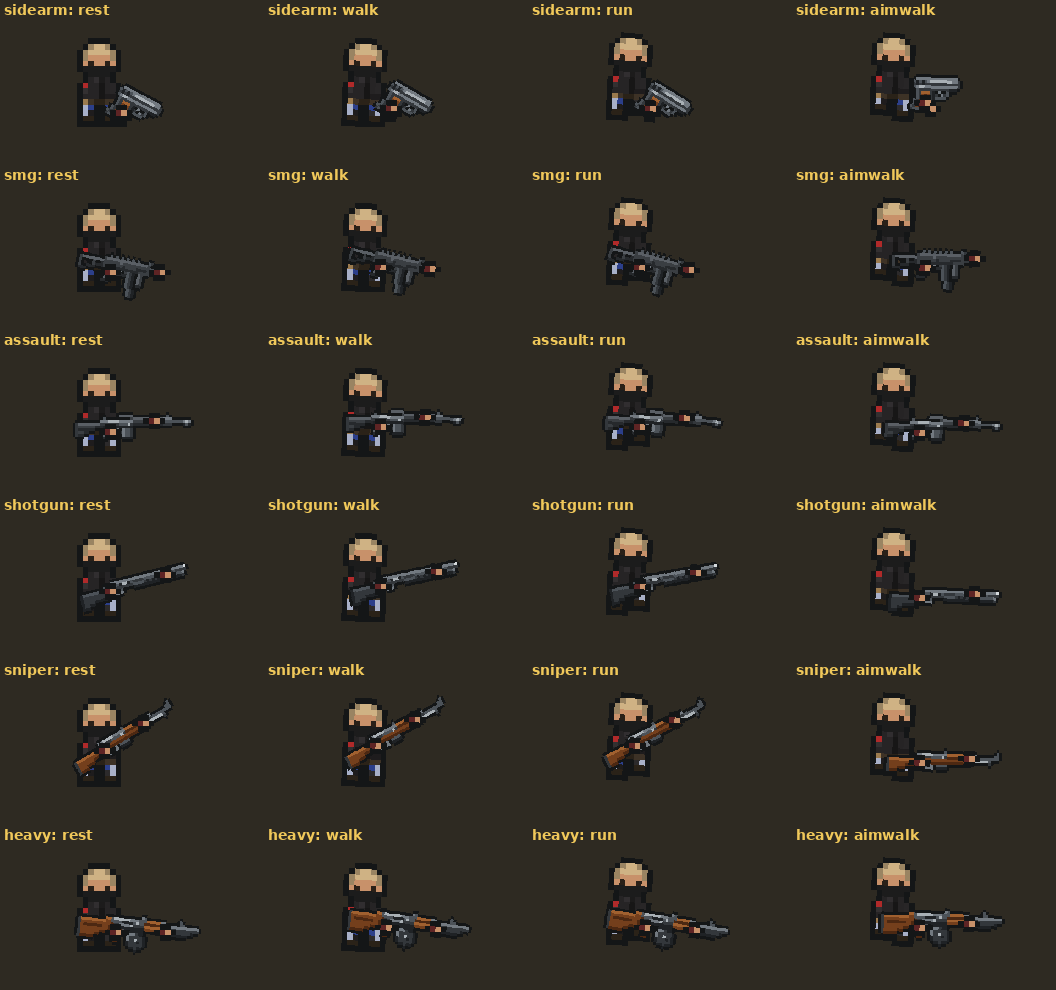 sidearm: rest
sidearm: walk
sidearm: run
sidearm: aimwalk
smg: rest
smg: walk
smg: run
smg: aimwalk
assault: rest
assault: walk
assault: run
assault: aimwalk
shotgun: rest
shotgun: walk
shotgun: run
shotgun: aimwalk
sniper: rest
sniper: walk
sniper: run
sniper: aimwalk
heavy: rest
heavy: walk
heavy: run
heavy: aimwalk